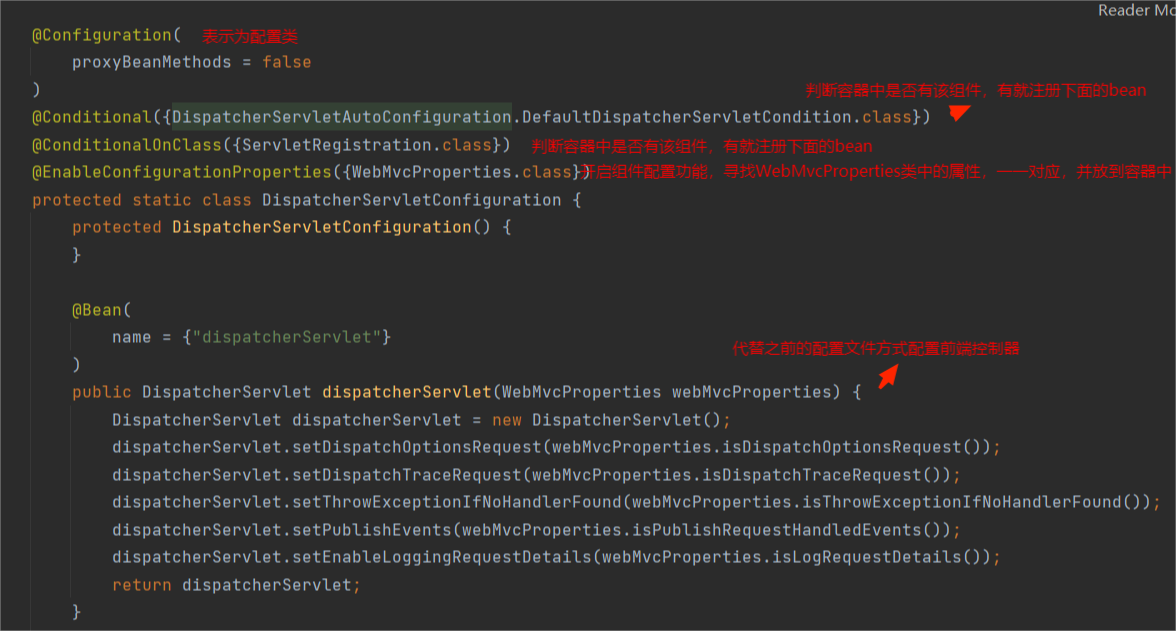 Reader Mo
@Configuration( 表示为配置类
proxyBeanMethods = false
)
判断容器中是否有该组件，有就注册下面的bean
@Conditional({DispatcherServletAutoConfiguration.DefaultDispatcherServletCondition.class})
@ConditionalOnClass({ServletRegistration.class}) 判断容器中是否有该组件，有就注册下面的bean
@EnableConfigurationProperties({WebMvcProperties.class}) 开启组件配置功能，寻找WebMvcProperties类中的属性，一一对应，并放到容器中
protected static class DispatcherServletConfiguration {
protected DispatcherServletConfiguration() {
}
@Bean(
name = {"dispatcherServlet"}
)
代替之前的配置文件方式配置前端控制器
public DispatcherServlet dispatcherServlet(WebMvcProperties webMvcProperties) {
DispatcherServlet dispatcherServlet = new DispatcherServlet();
dispatcherServlet.setDispatchOptionsRequest(webMvcProperties.isDispatchOptionsRequest());
dispatcherServlet.setDispatchTraceRequest(webMvcProperties.isDispatchTraceRequest());
dispatcherServlet.setThrowExceptionIfNoHandlerFound(webMvcProperties.isThrowExceptionIfNoHandlerFound());
dispatcherServlet.setPublishEvents(webMvcProperties.isPublishRequestHandledEvents());
dispatcherServlet.setEnableLoggingRequestDetails(webMvcProperties.isLogRequestDetails());
return dispatcherServlet;
}